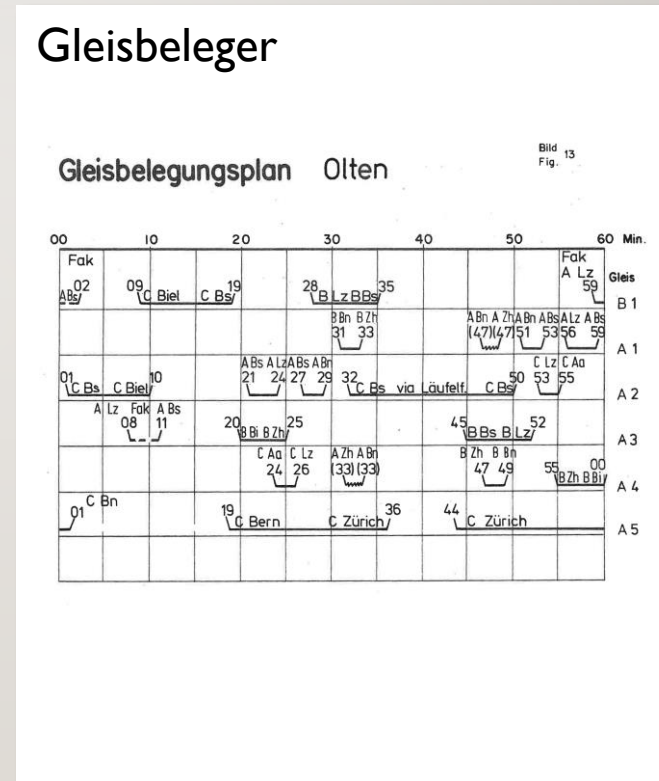 Gleisbeleger
Gleisbelegungsplan Olten
Bild
Fig. 13
00 10 20 30 40 50 60 Min.
Gleis
Fak Fak
A Lz
02 09 19 28 35 59
ABs C Biel C Bs B Lz BBs B 1
B Bn B Zh A Bn A Zh A Bn A Bs A Lz A Bs
31 33 (47) (47) 51 53 56 59
A 1
A Bs A Lz A Bs A Bn C Lz C Aa
01 10 21 24 27 29 32 50 53 55
C Bs C Biel C Bs via Läufelf. C Bs A 2
A Lz Fak A Bs
08 11 20 25 45 52
B Bi B Zh B Bs B Lz A 3
C Aa C Lz A Zh A Bn B Zh B Bn
24 26 (33) (33) 47 49 55 00
B Zh B Bi A 4
C Bn
01 19 36 44
C Bern C Zürich C Zürich A 5